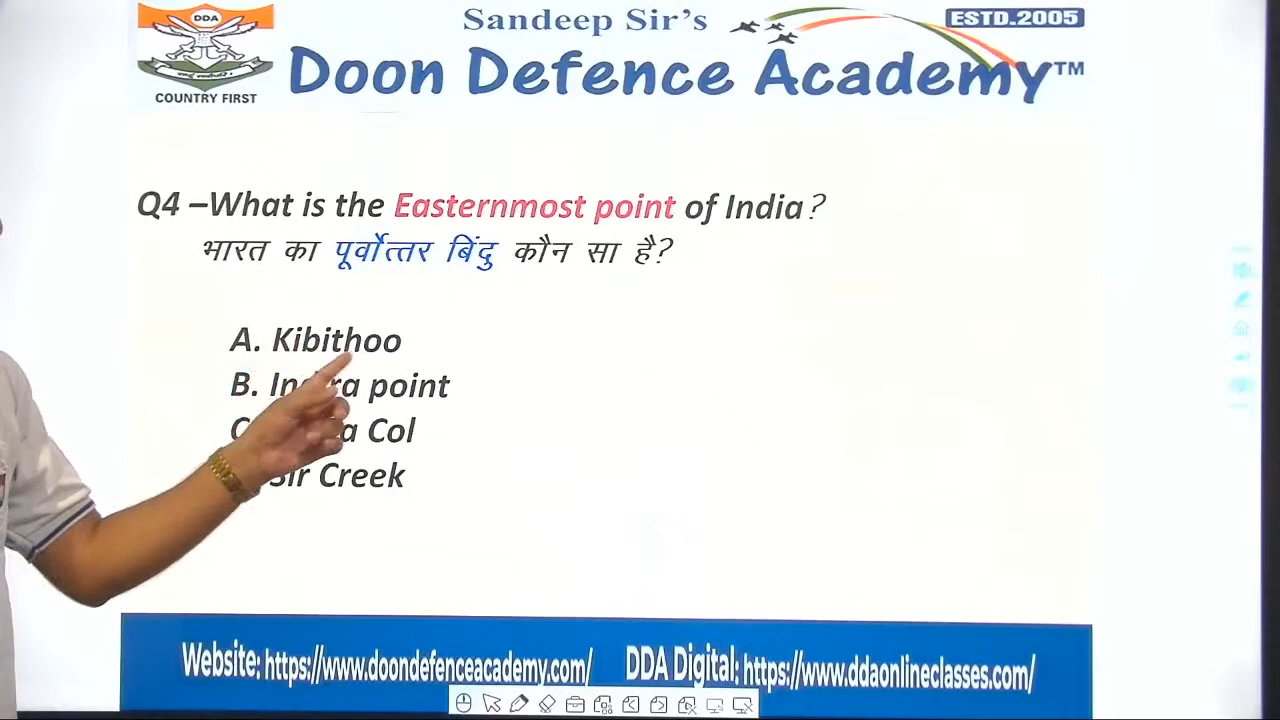 DDA
COUNTRY FIRST
Sandeep Sir's
ESTD.2005
Doon Defence Academy™
Q4 –What is the Easternmost point of India?
भारत का पूर्वोत्तर बिंदु कौन सा है?
A. Kibithoo
B. point
Col
Sir Creek
Website: https://www.doondefenceacademy.com/ DDA Digital: https://www.ddaonlineclasses.com/